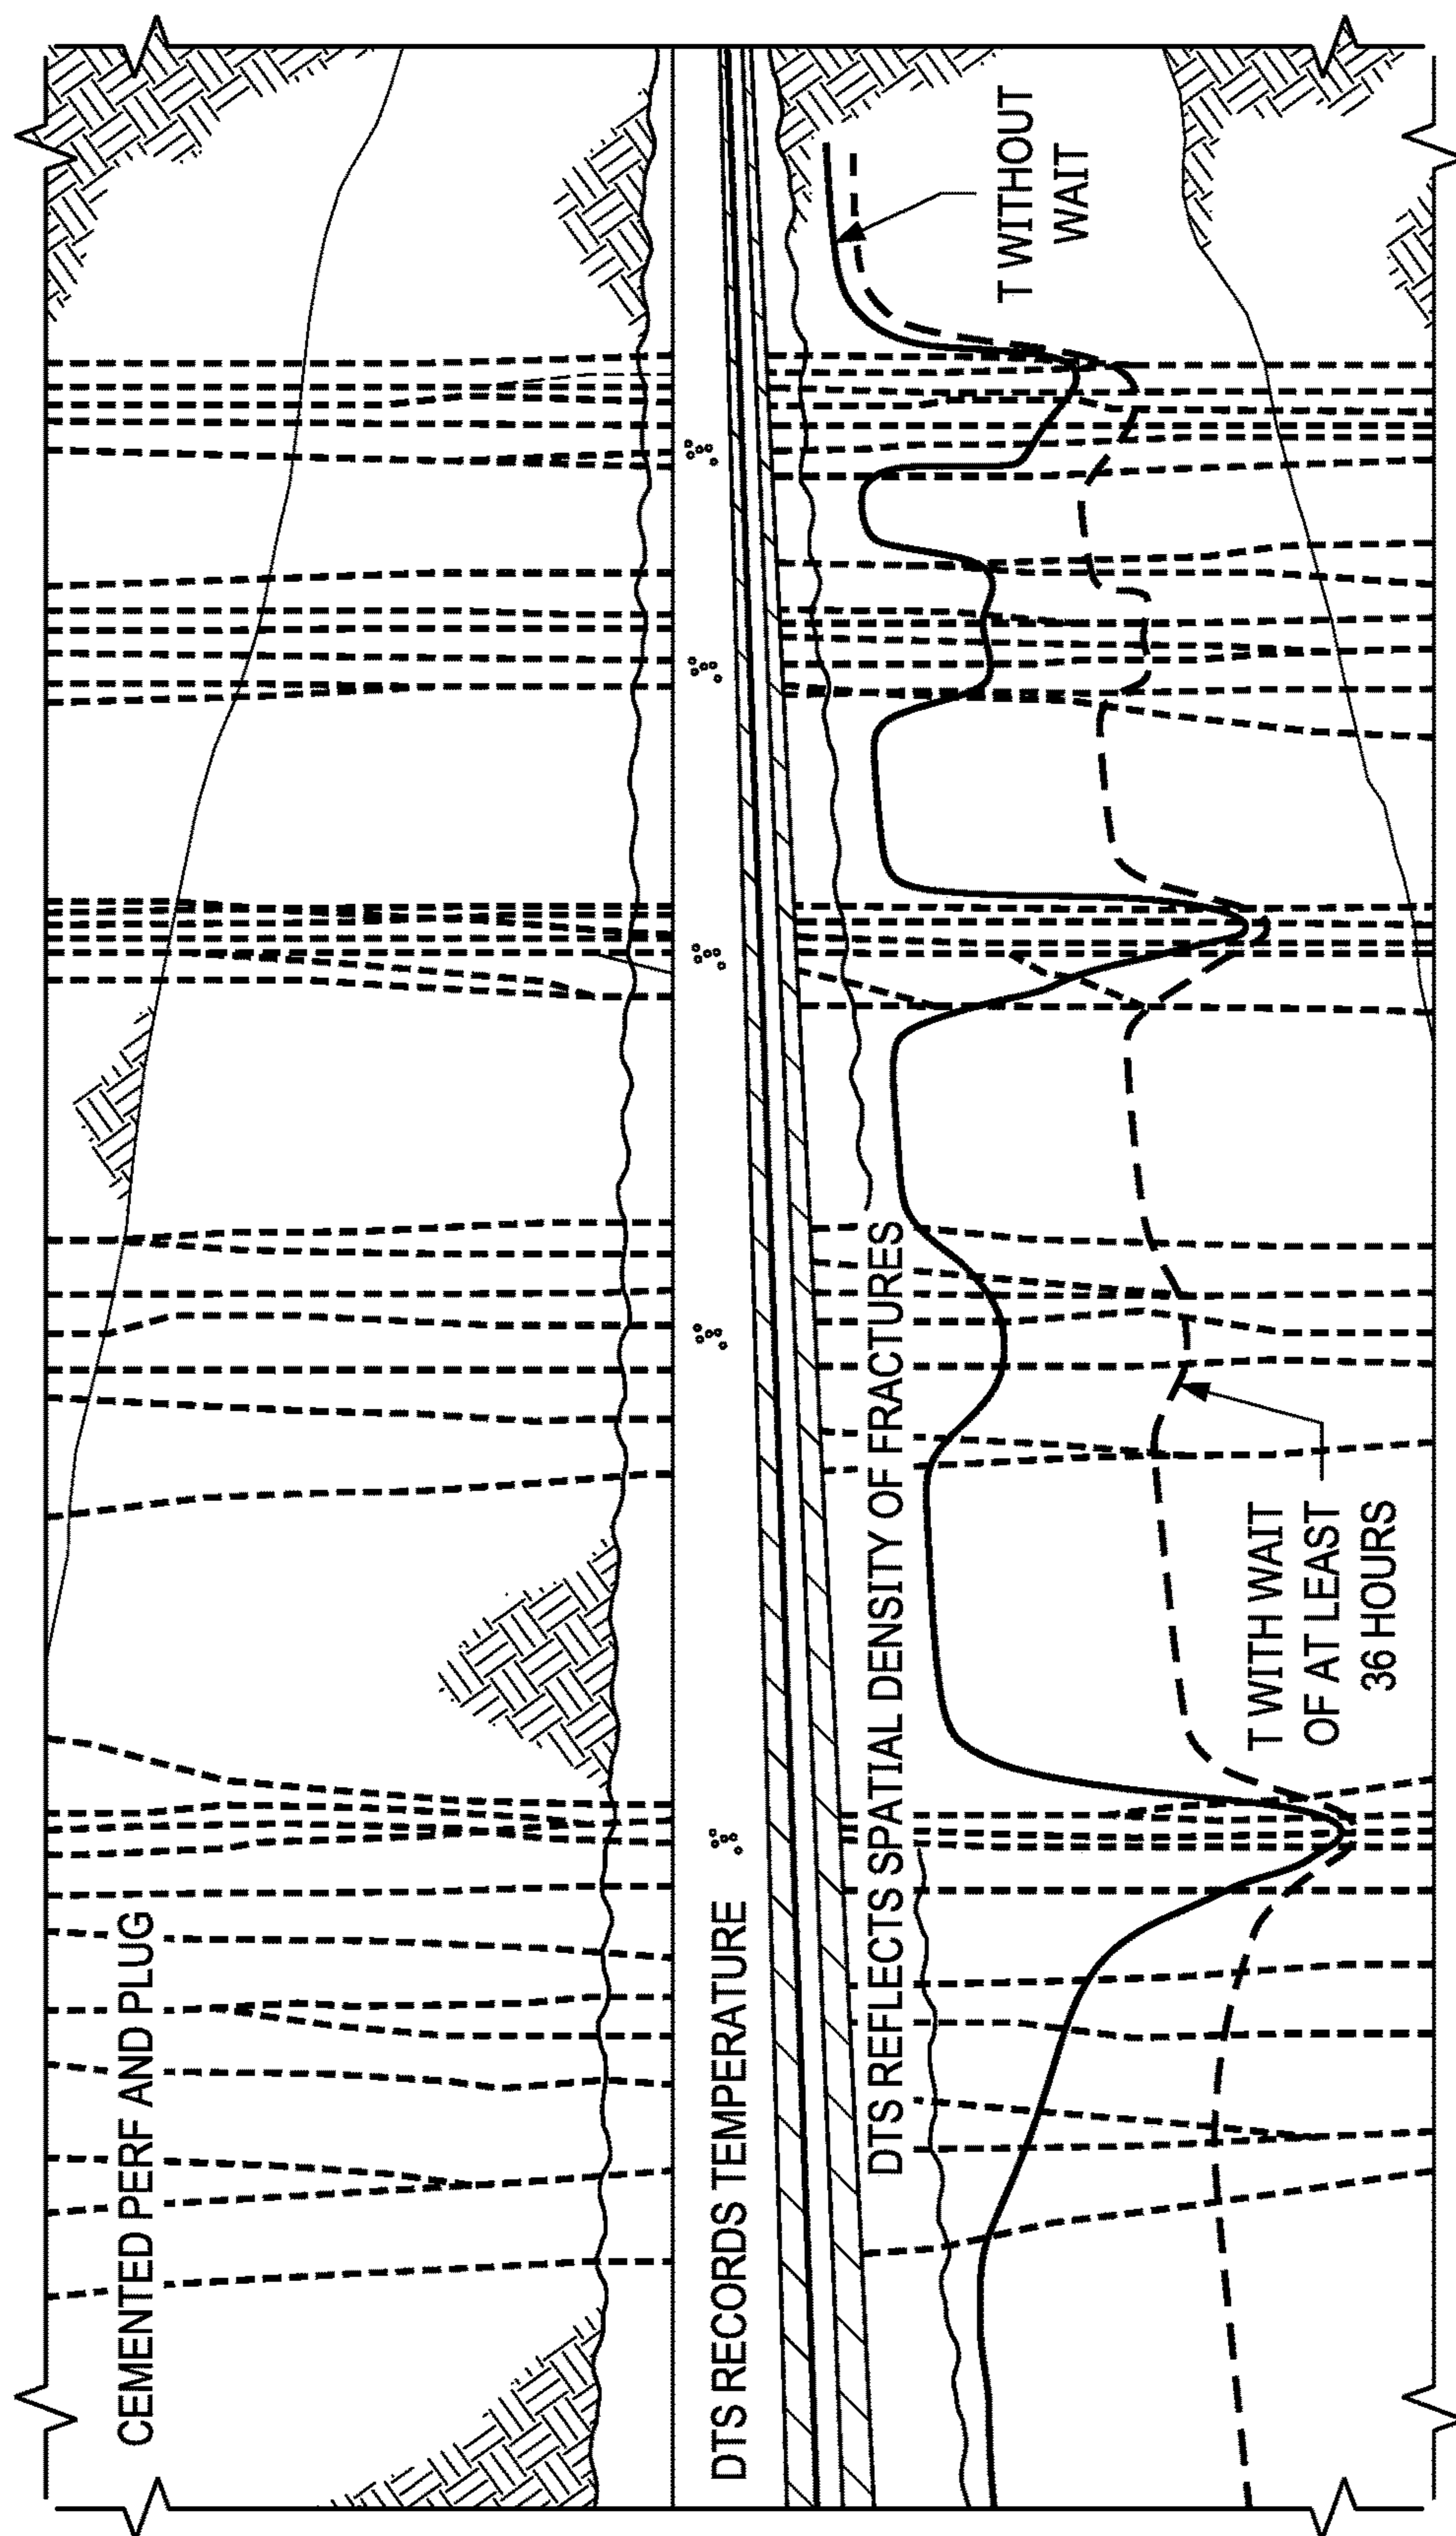 CEMENTED PERF AND PLUG
DTS RECORDS TEMPERATURE
DTS REFLECTS SPATIAL DENSITY OF FRACTURES
T WITHOUT
WAIT
T WITH WAIT
OF AT LEAST
36 HOURS